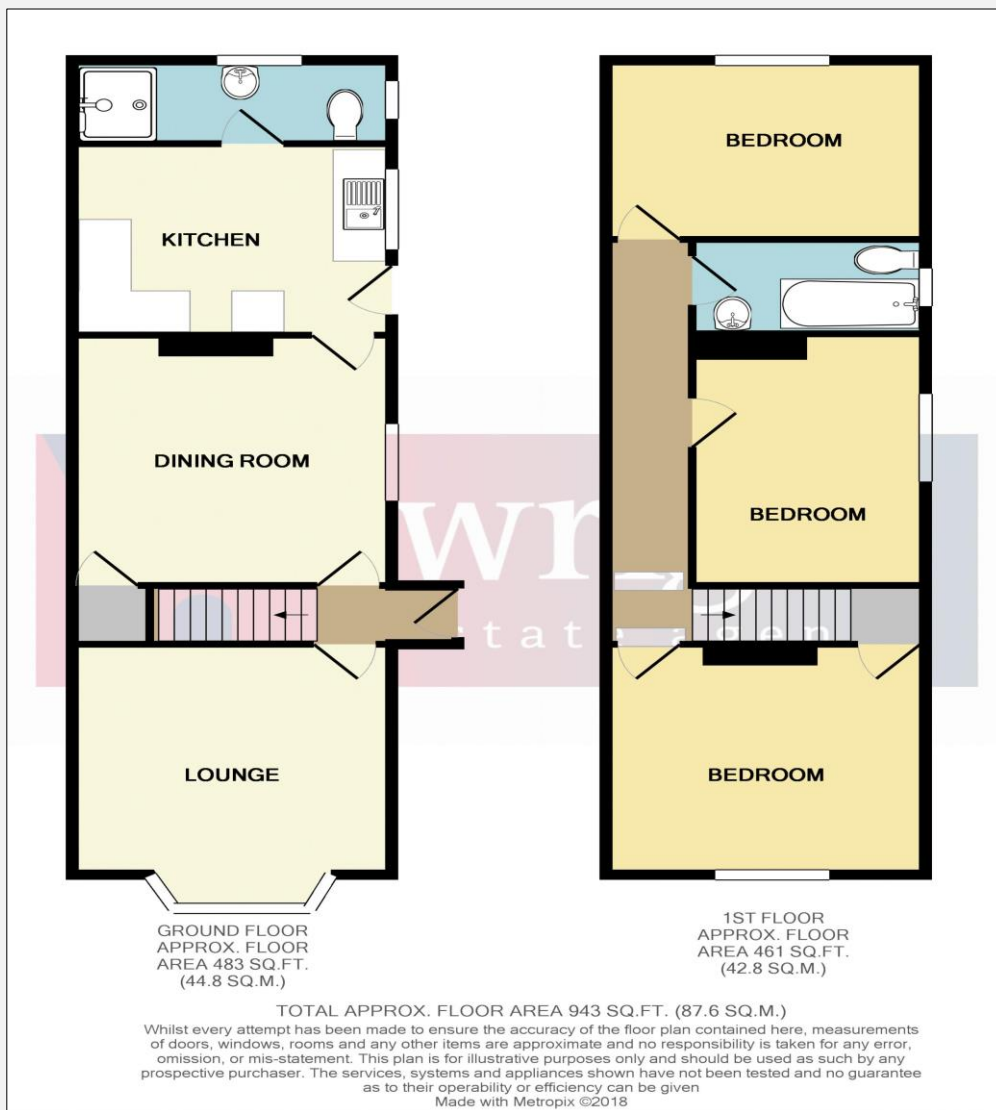 KITCHEN
DINING ROOM
LOUNGE
BEDROOM
BEDROOM
BEDROOM
GROUND FLOOR
APPROX. FLOOR
AREA 483 SQ.FT.
(44.8 SQ.M.)
1ST FLOOR
APPROX. FLOOR
AREA 461 SQ.FT.
(42.8 SQ.M.)
TOTAL APPROX. FLOOR AREA 943 SQ.FT. (87.6 SQ.M.)
Whilst every attempt has been made to ensure the accuracy of the floor plan contained here, measurements
of doors, windows, rooms and any other items are approximate and no responsibility is taken for any error,
omission, or mis-statement. This plan is for illustrative purposes only and should be used as such by any
prospective purchaser. The services, systems and appliances shown have not been tested and no guarantee
as to their operability or efficiency can be given
Made with Metropix ©2018